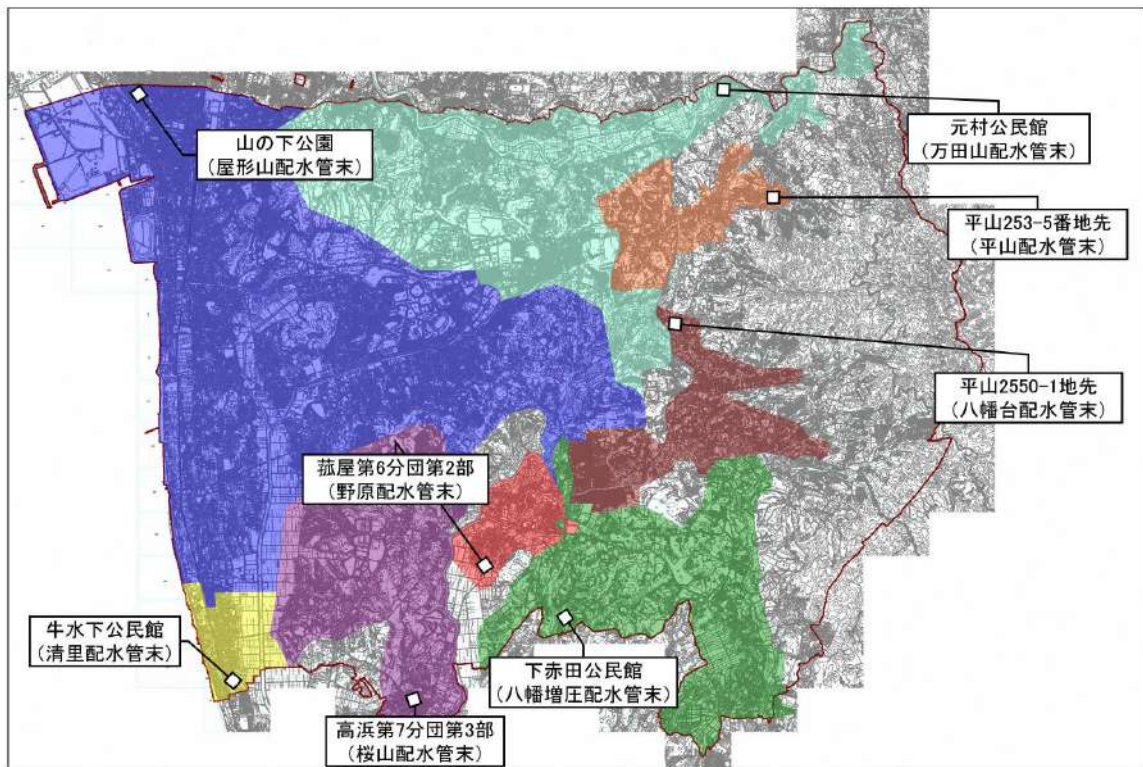 山の下公園
(屋形山配水管末)
元村公民館
(万田山配水管末)
平山253-5番地先
(平山配水管末)
平山2550-1地先
(八幡台配水管末)
菰屋第6分団第2部
(野原配水管末)
牛水下公民館
(清里配水管末)
下赤田公民館
(八幡増圧配水管末)
高浜第7分団第3部
(桜山配水管末)